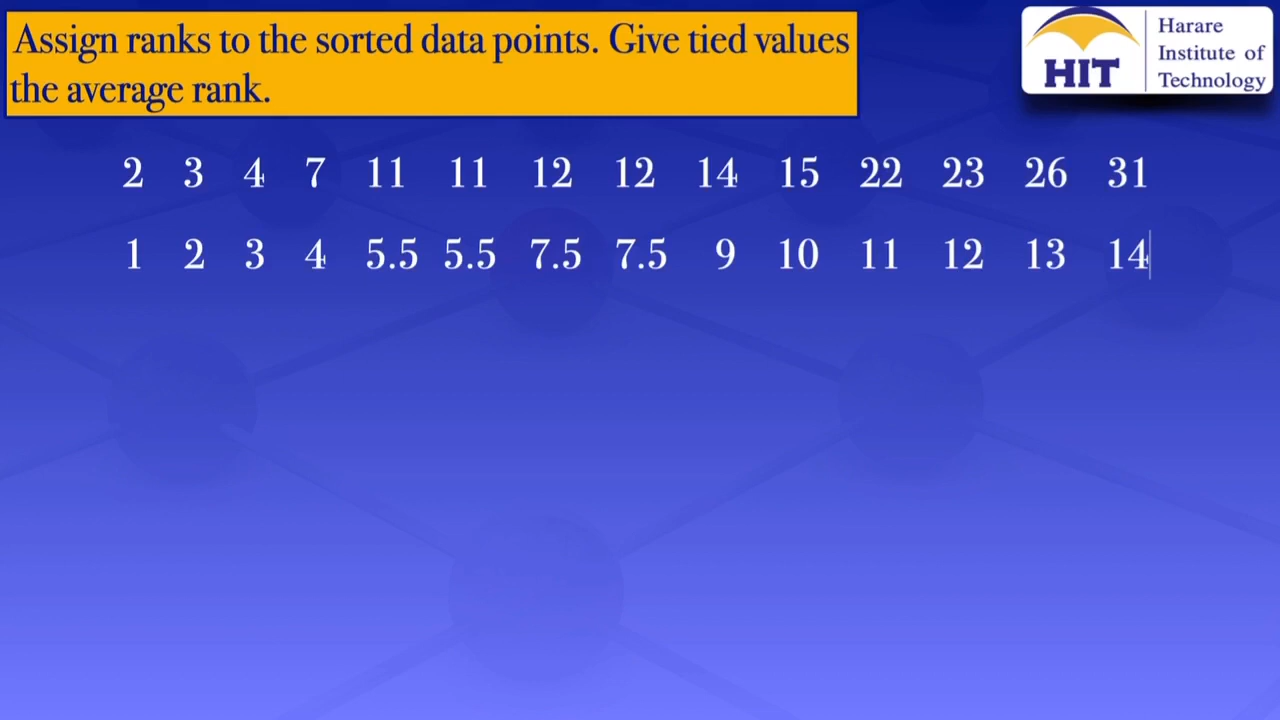 Assign ranks to the sorted data points. Give tied values
the average rank.
HIT
Harare
Institute of
Technology
2 3 4 7 11 11 12 12 14 15 22 23 26 31
1 2 3 4 5.5 5.5 7.5 7.5 9 10 11 12 13 14